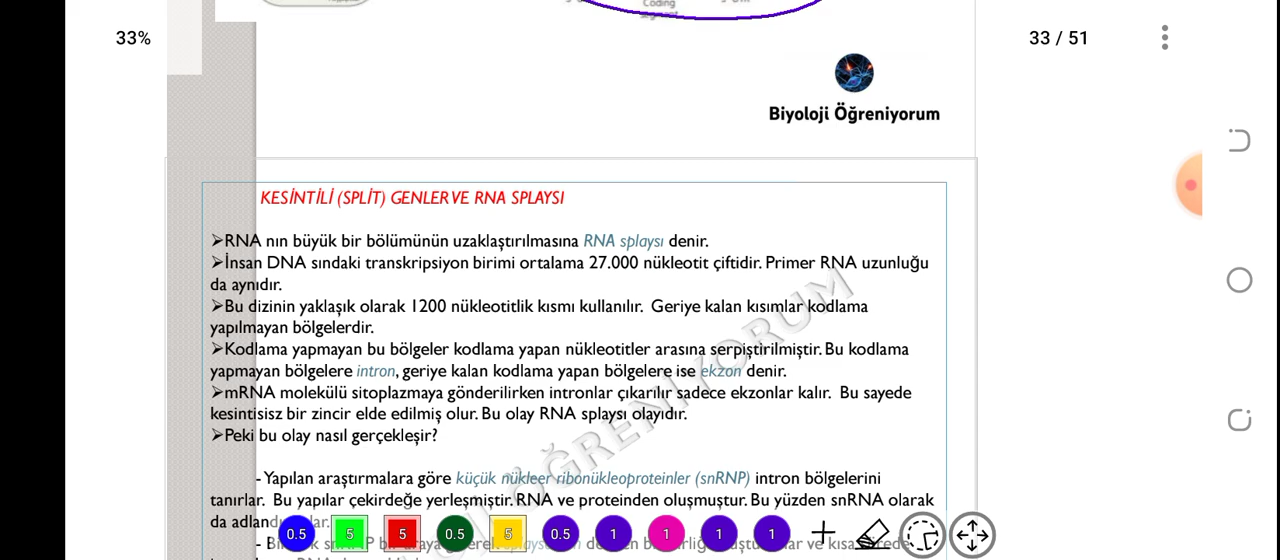 Coding
33%
33 / 51
Biyoloji Öğreniyorum
KESİNTİLİ (SPLİT) GENLER VE RNA SPLAYSI
➢RNA nın büyük bir bölümünün uzaklaştırılmasına RNA splaysı denir.
➢İnsan DNA sındaki transkripsiyon birimi ortalama 27.000 nükleotit çiftidir. Primer RNA uzunluğu
da aynıdır.
➢Bu dizinin yaklaşık olarak 1200 nükleotitlik kısmı kullanılır. Geriye kalan kısımlar kodlama
yapılmayan bölgelerdir.
➢Kodlama yapmayan bu bölgeler kodlama yapan nükleotitler arasına serpiştirilmiştir. Bu kodlama
yapmayan bölgelere intron, geriye kalan kodlama yapan bölgelere ise ekzon denir.
➢mRNA molekülü sitoplazmaya gönderilirken intronlar çıkarılır sadece ekzonlar kalır. Bu sayede
kesintisisz bir zincir elde edilmiş olur. Bu olay RNA splaysı olayıdır.
➢Peki bu olay nasıl gerçekleşir?
- Yapılan araştırmalara göre küçük nükleer ribonükleoproteinler (snRNP) intron bölgelerini
tanırlar. Bu yapılar çekirdeğe yerleşmiştir. RNA ve proteinden oluşmuştur. Bu yüzden snRNA olarak
ÖĞRENİYORUM
0.5 5 5 0.5 5 0.5 1 1 1 1